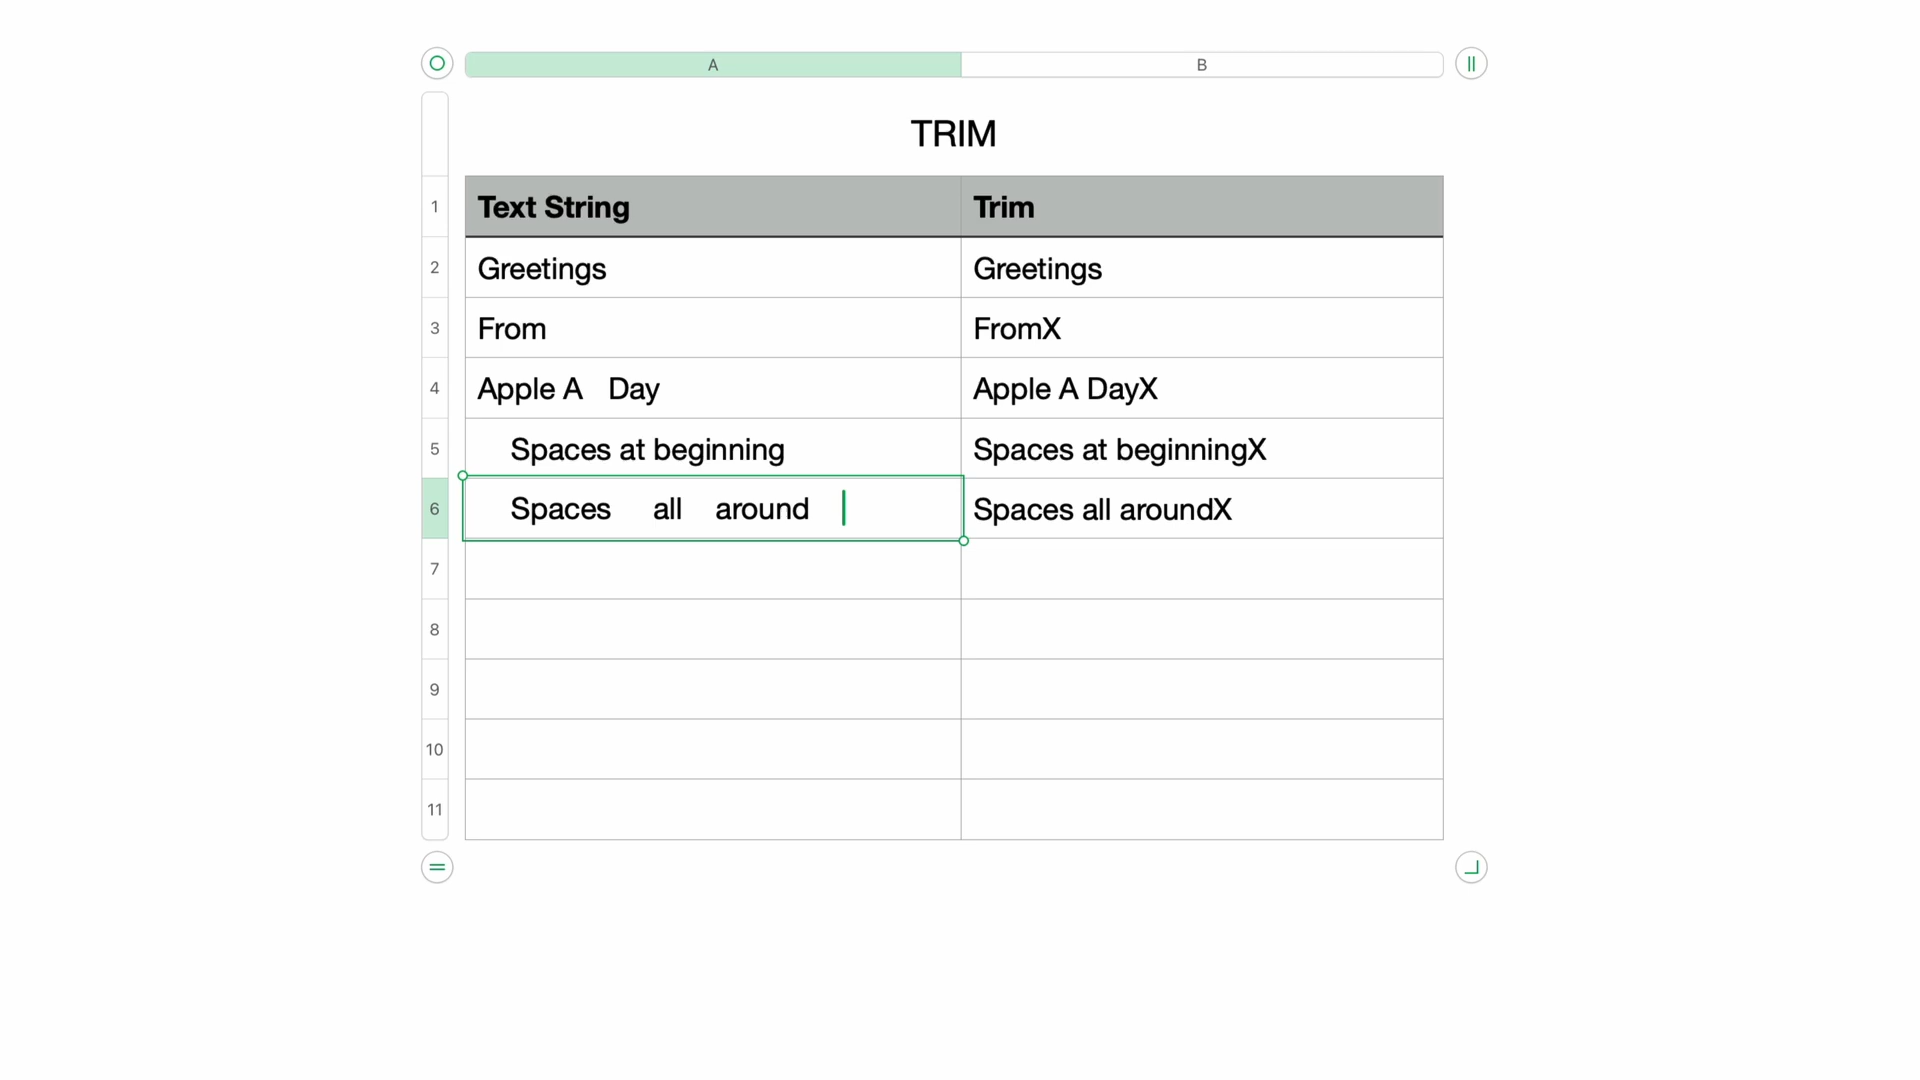 A B
TRIM
1 Text String Trim
2 Greetings Greetings
3 From FromX
4 Apple A   Day Apple A DayX
5     Spaces at beginning Spaces at beginningX
6     Spaces     all    around Spaces all aroundX
7
8
9
10
11